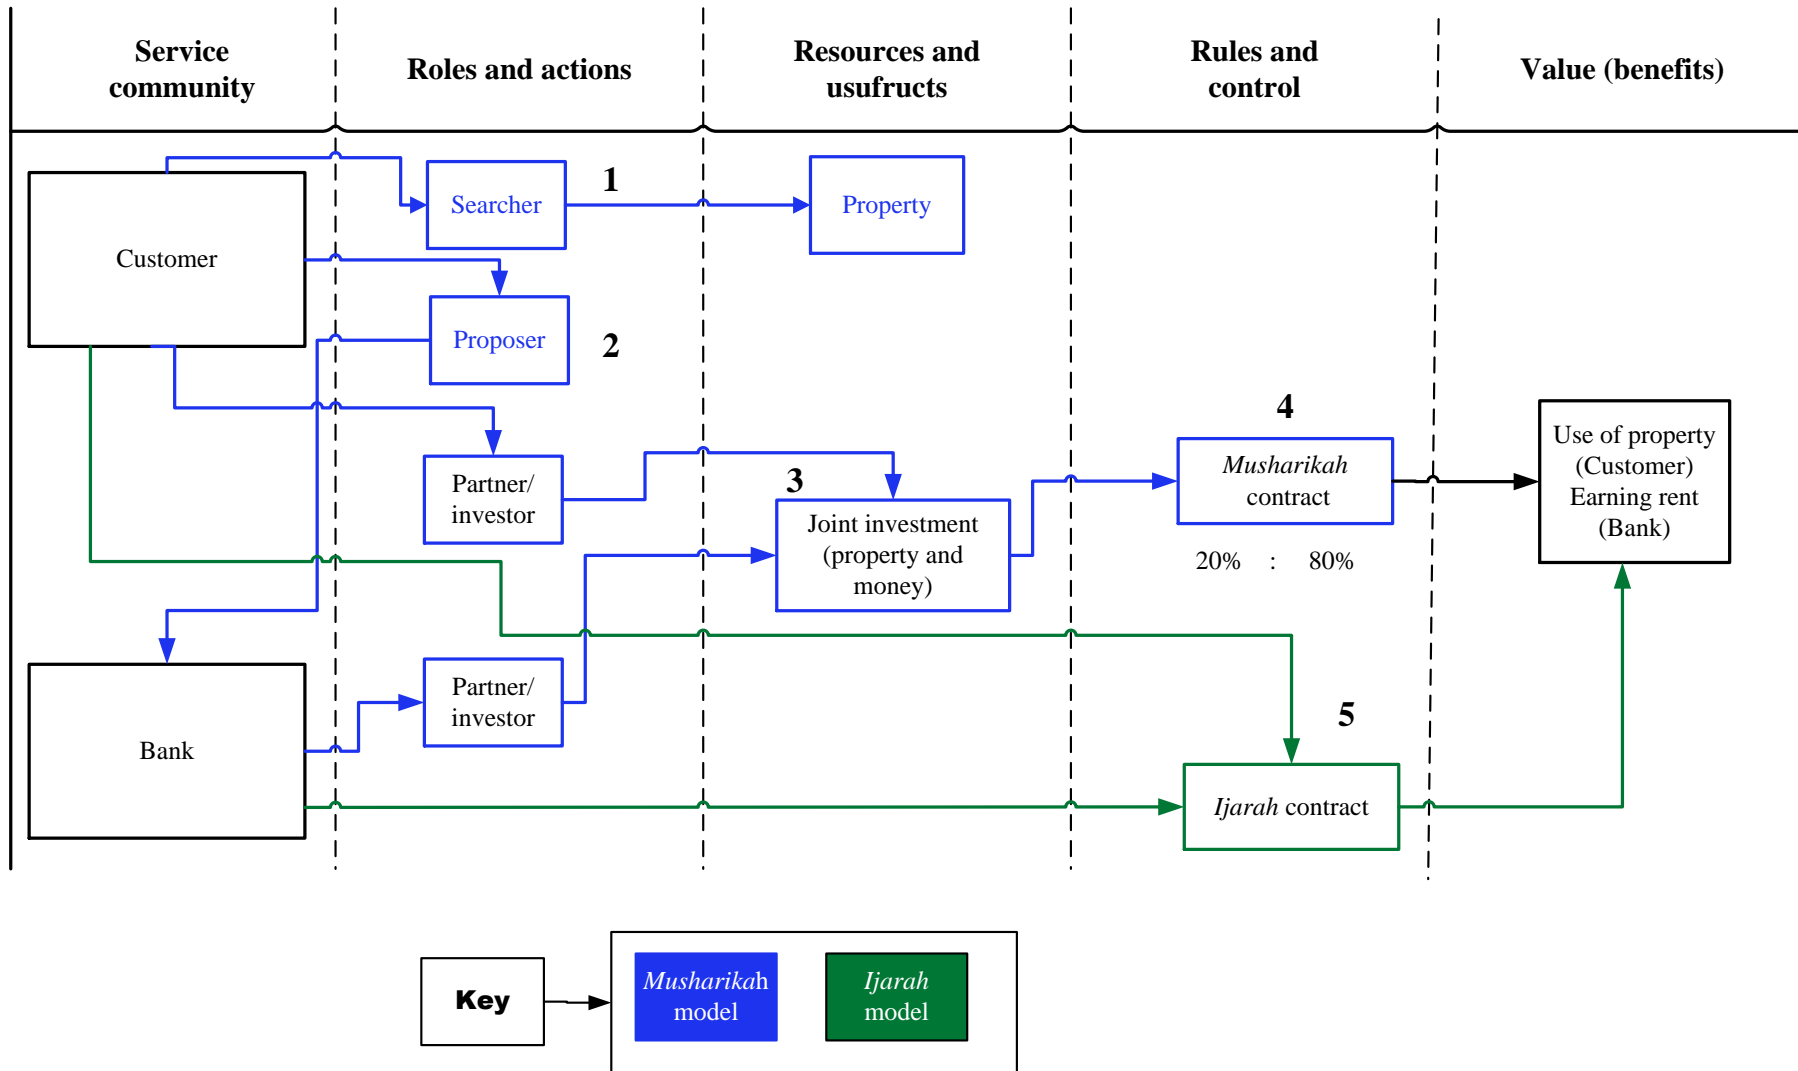 Service
community
Roles and actions
Resources and
usufructs
Rules and
control
Value (benefits)
Customer
Searcher
1
Property
Proposer
2
Partner/
investor
3
Joint investment
(property and
money)
4
Musharikah
contract
20% : 80%
Use of property
(Customer)
Earning rent
(Bank)
Bank
Partner/
investor
5
Ijarah contract
Key
Musharikah
model
Ijarah
model